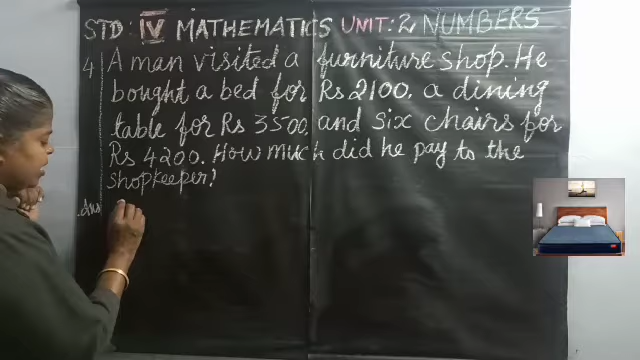 STD: IV MATHEMATICS UNIT: 2 NUMBERS
4 A man visited a furniture shop. He
bought a bed for Rs 2100, a dining
table for Rs 3500, and six chairs for
Rs 4200. How much did he pay to the
shopkeeper?
Ans